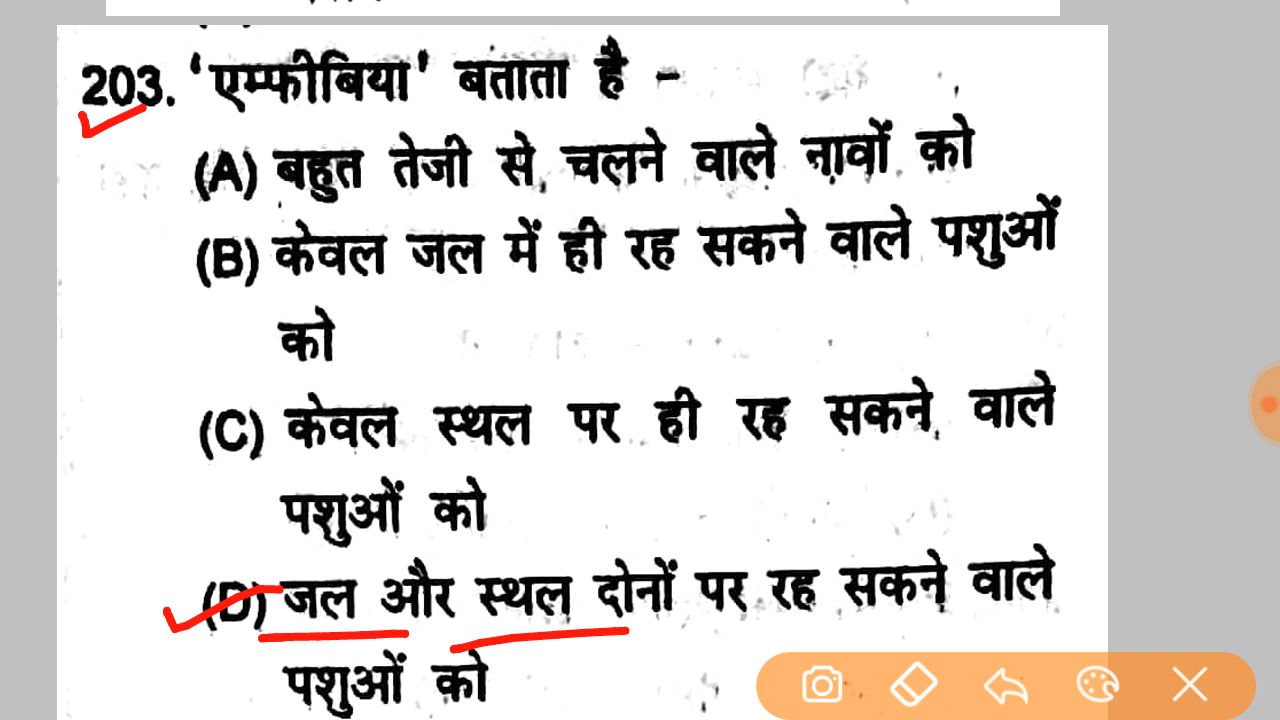 203. 'एम्फीबिया' बताता है -
(A) बहुत तेजी से चलने वाले नावों को
(B) केवल जल में ही रह सकने वाले पशुओं
को
(C) केवल स्थल पर ही रह सकने वाले
पशुओं को
(D) जल और स्थल दोनों पर रह सकने वाले
पशुओं को